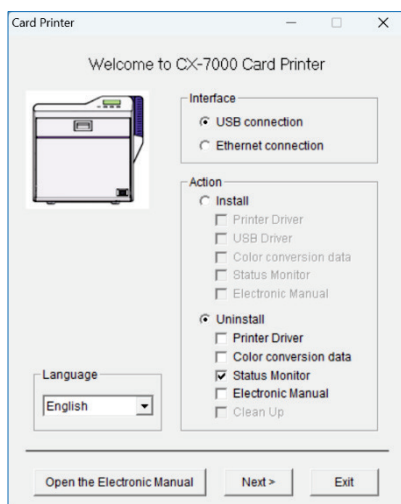 Card Printer
Welcome to CX-7000 Card Printer
Interface
USB connection
Ethernet connection
Action
Install
Printer Driver
USB Driver
Color conversion data
Status Monitor
Electronic Manual
Uninstall
Printer Driver
Color conversion data
Status Monitor
Electronic Manual
Clean Up
Language
English
Open the Electronic Manual
Next >
Exit